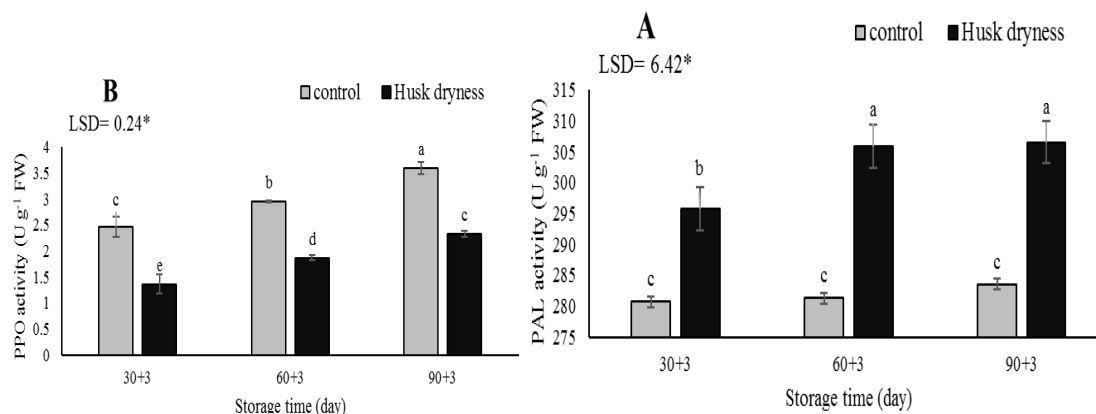 B
LSD= 0.24*
control
Husk dryness
PPO activity (U g⁻¹ FW)
4
3.5
3
2.5
2
1.5
1
0.5
0
c
e
b
d
a
c
30+3
60+3
90+3
Storage time (day)
A
LSD= 6.42*
control
Husk dryness
PAL activity (U g⁻¹ FW)
315
310
305
300
295
290
285
280
275
c
b
c
a
c
a
30+3
60+3
90+3
Storage time (day)